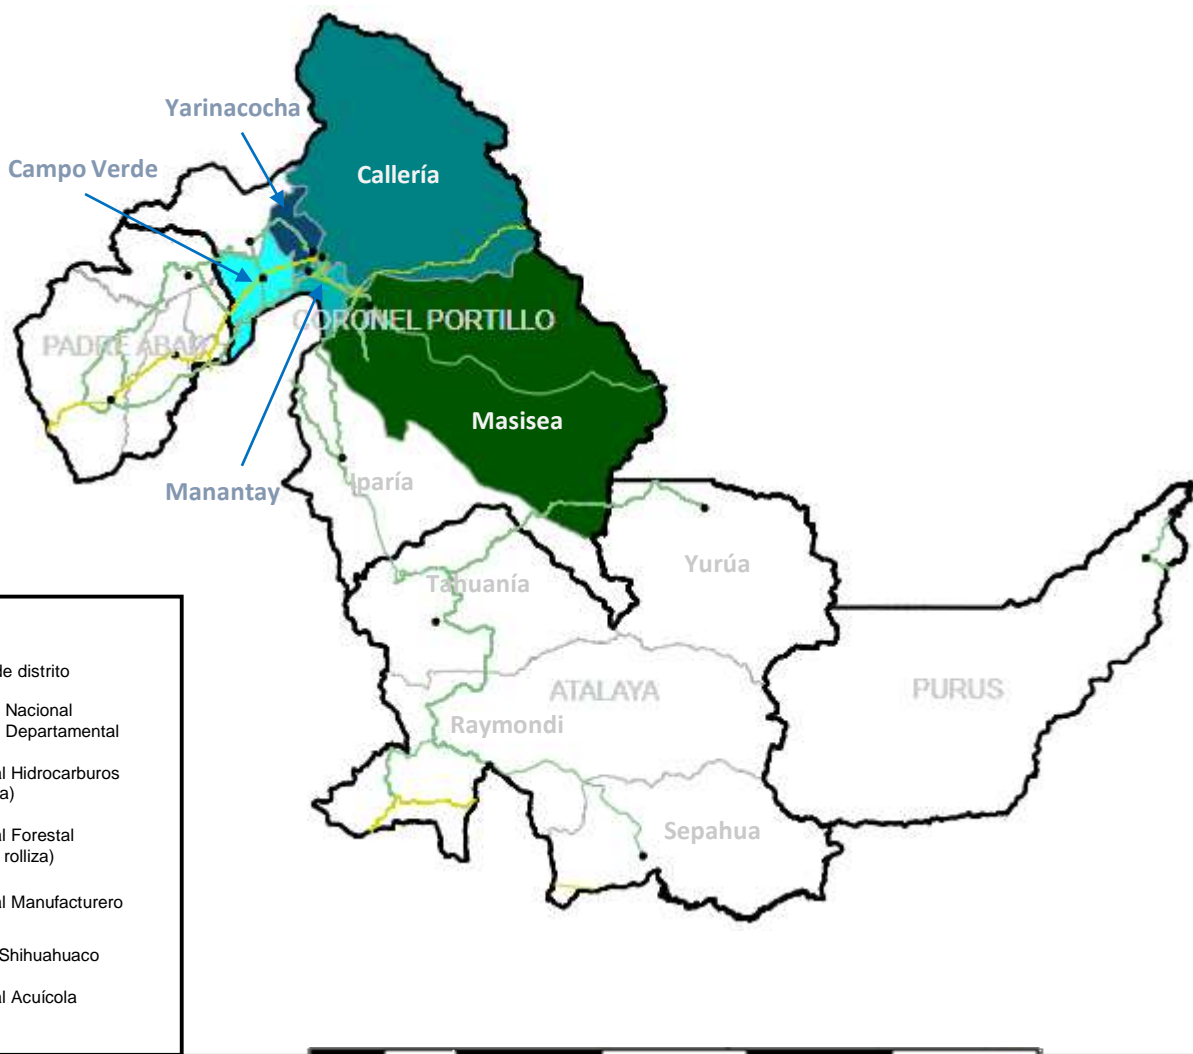 Yarinacocha
Campo Verde
Callería
CORONEL PORTILLO
PADRE ABAD
Masisea
Manantay
Iparía
Yurúa
Tahuanía
ATALAYA
PURUS
Raymondi
Sepahua
de distrito
Nacional
Departamental
al Hidrocarburos
a)
al Forestal
rolliza)
al Manufacturero
Shihuahuaco
al Acuícola